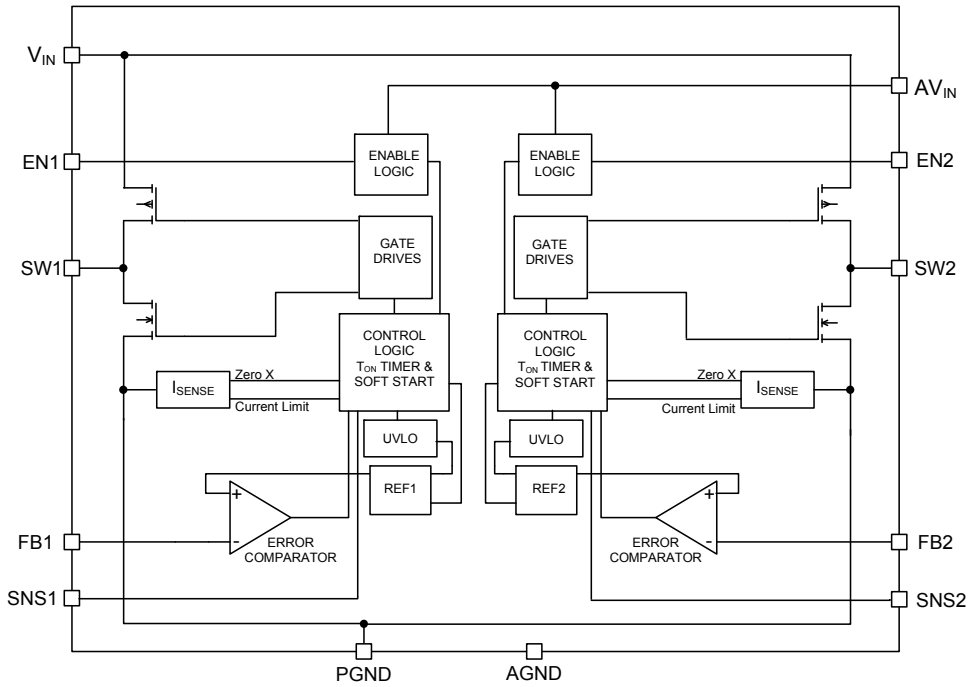 VIN
AVIN
EN1
ENABLE
LOGIC
ENABLE
LOGIC
EN2
SW1
GATE
DRIVES
GATE
DRIVES
SW2
CONTROL
LOGIC
TON TIMER &
SOFT START
CONTROL
LOGIC
TON TIMER &
SOFT START
ISENSE
Zero X
Current Limit
Zero X
Current Limit
ISENSE
UVLO
UVLO
REF1
REF2
+
-
ERROR
COMPARATOR
+
-
ERROR
COMPARATOR
FB1
FB2
SNS1
SNS2
PGND
AGND